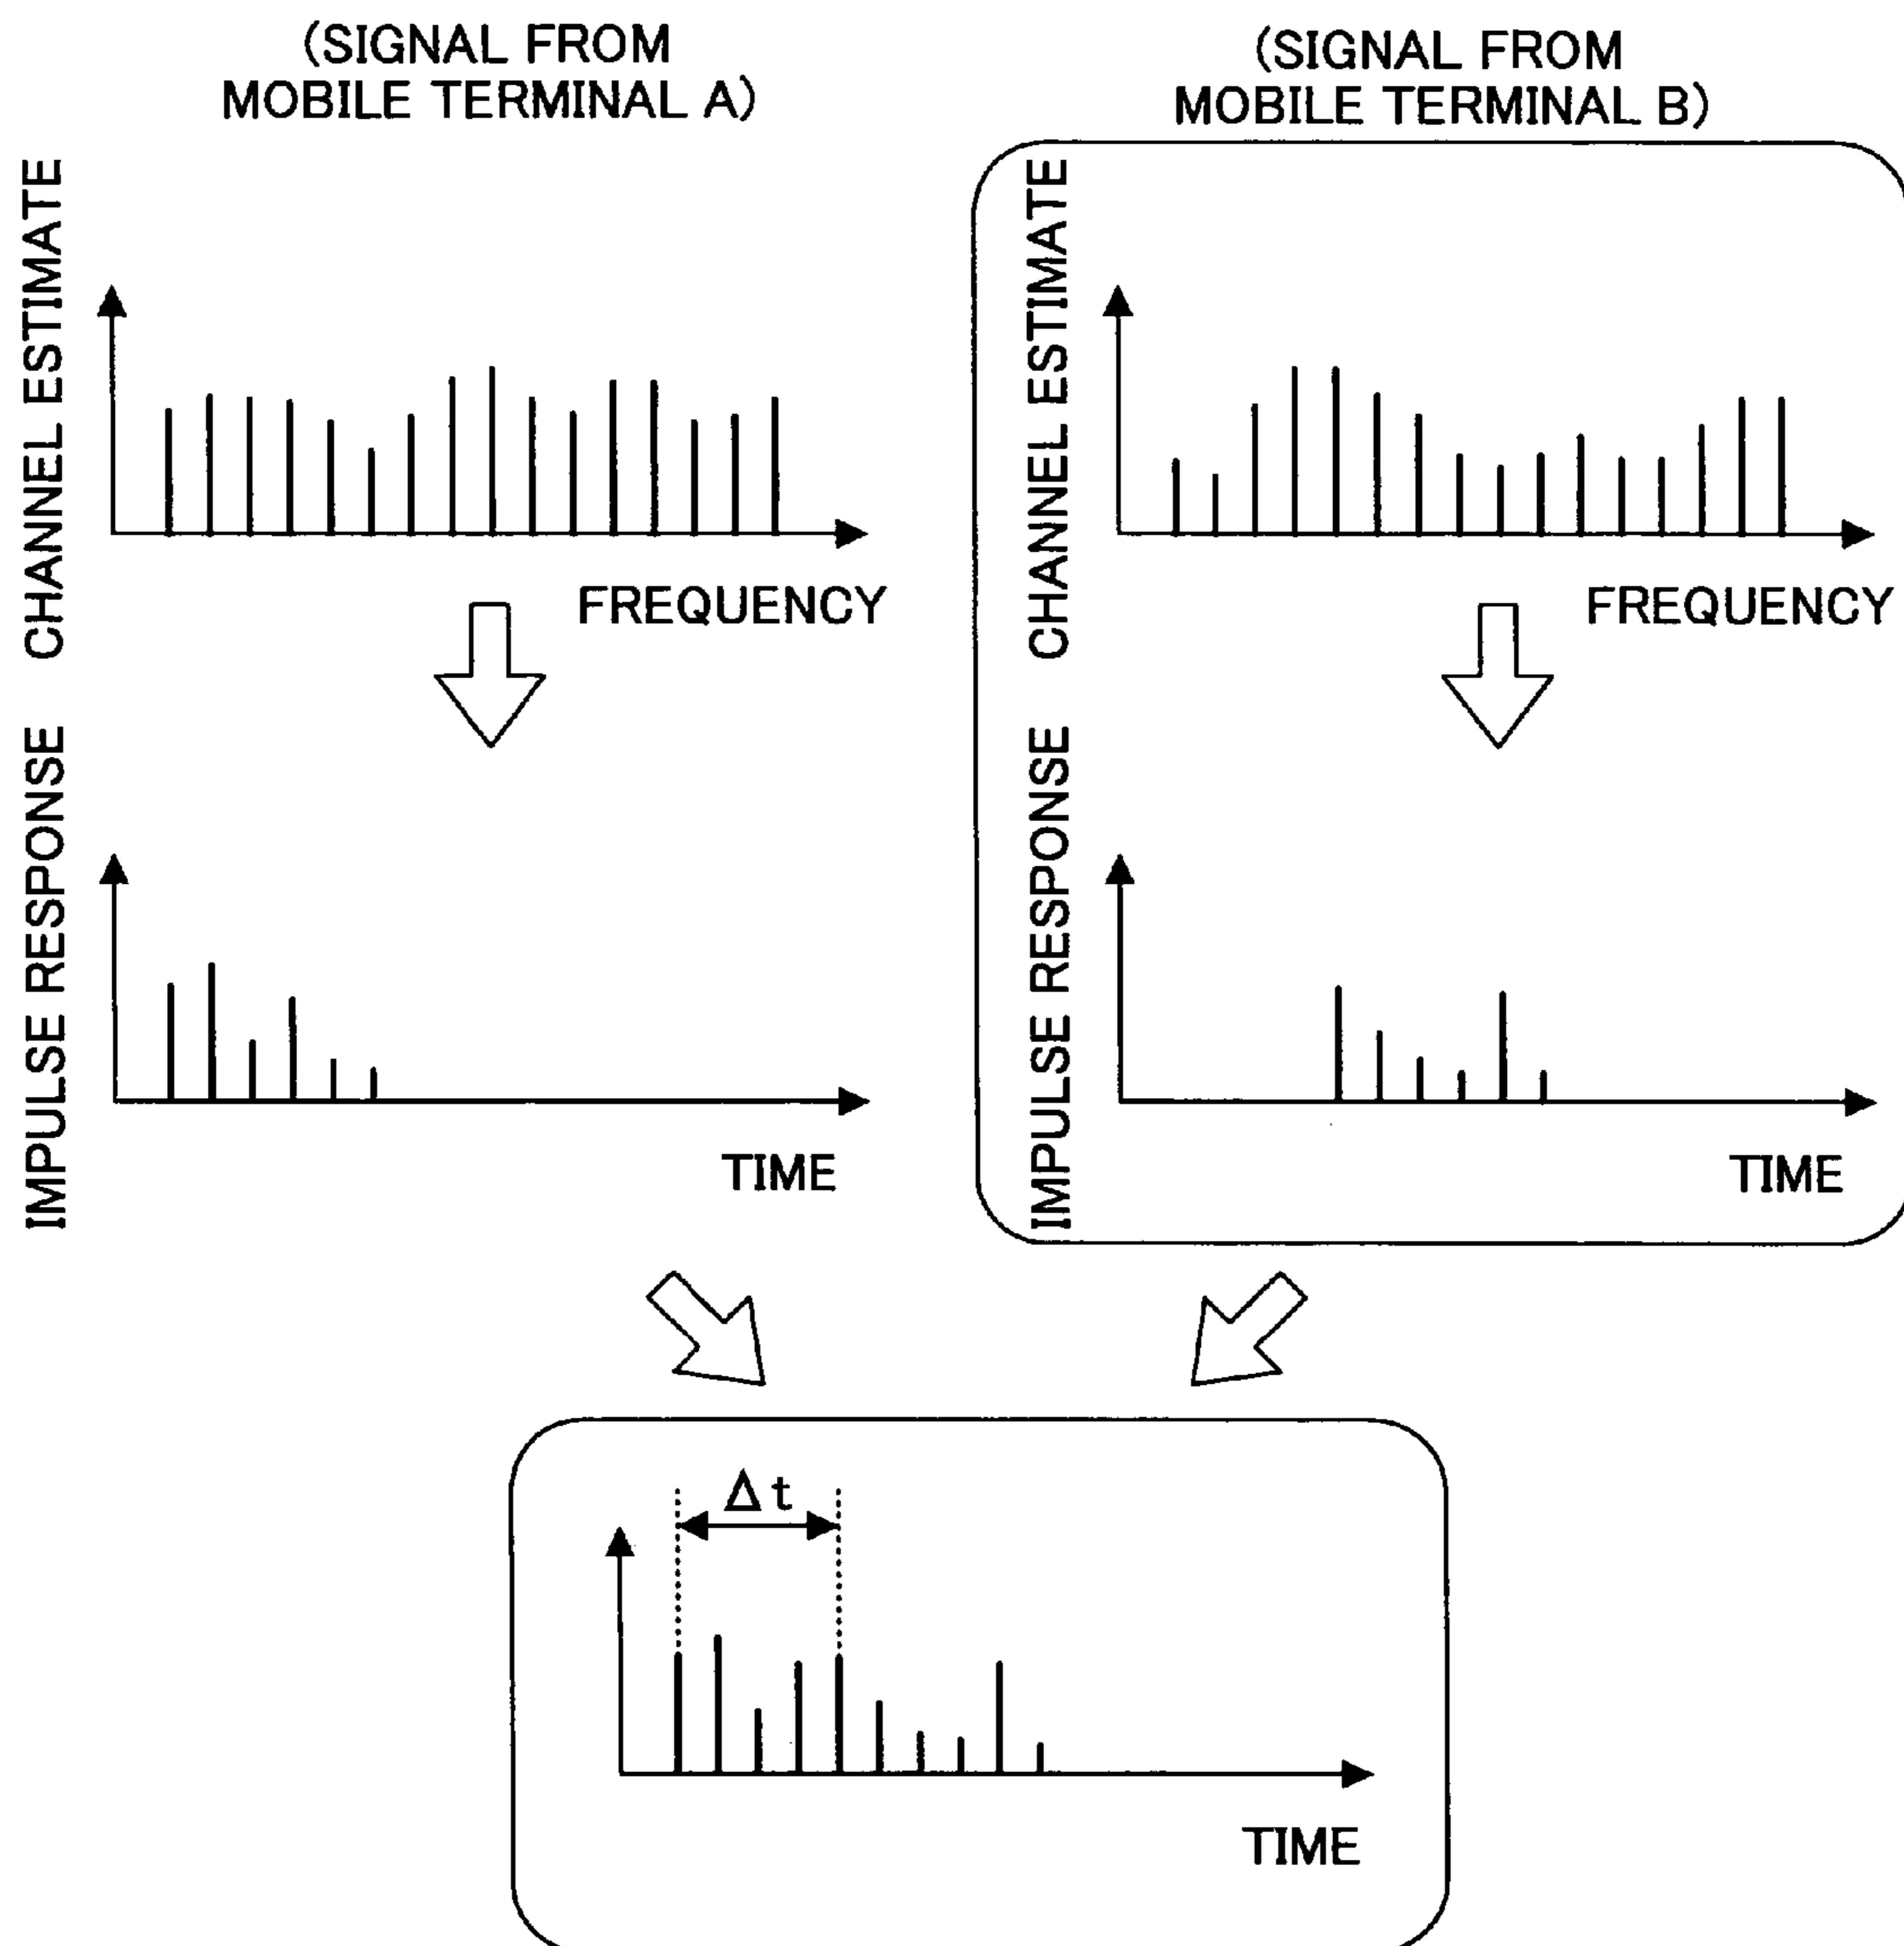 (SIGNAL FROM
MOBILE TERMINAL A)
CHANNEL ESTIMATE
FREQUENCY
IMPULSE RESPONSE
TIME
(SIGNAL FROM
MOBILE TERMINAL B)
CHANNEL ESTIMATE
FREQUENCY
IMPULSE RESPONSE
TIME
Δt
TIME